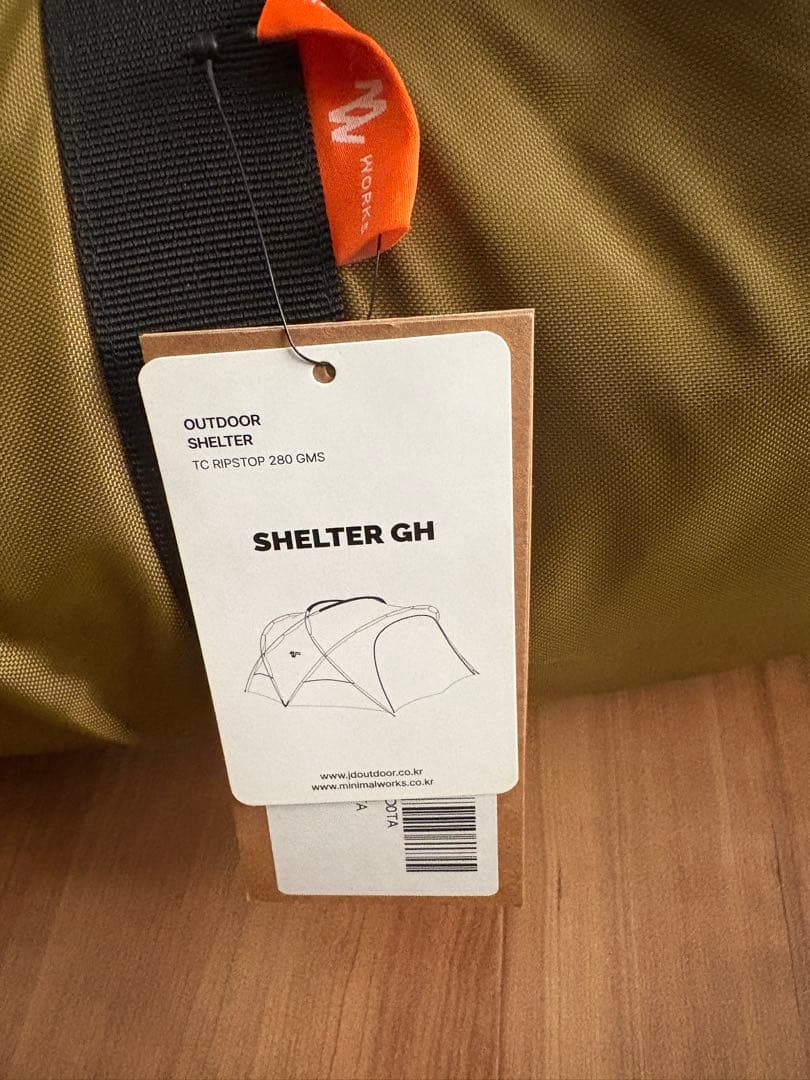 WORKS
OUTDOOR
SHELTER
TC RIPSTOP 280 GMS
SHELTER GH
www.jdoutdoor.co.kr
www.minimalworks.co.kr